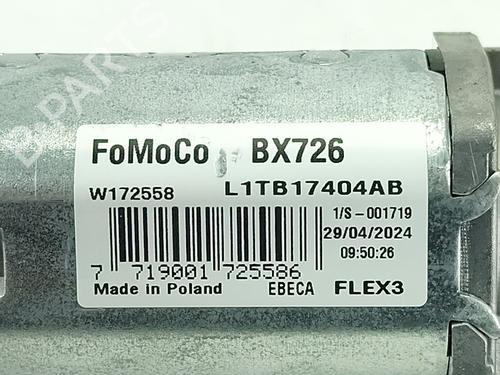 FoMoCo BX726
W172558 L1TB17404AB
1/S-001719
29/04/2024
09:50:26
7 719001 725586
Made in Poland EBECA FLEX3